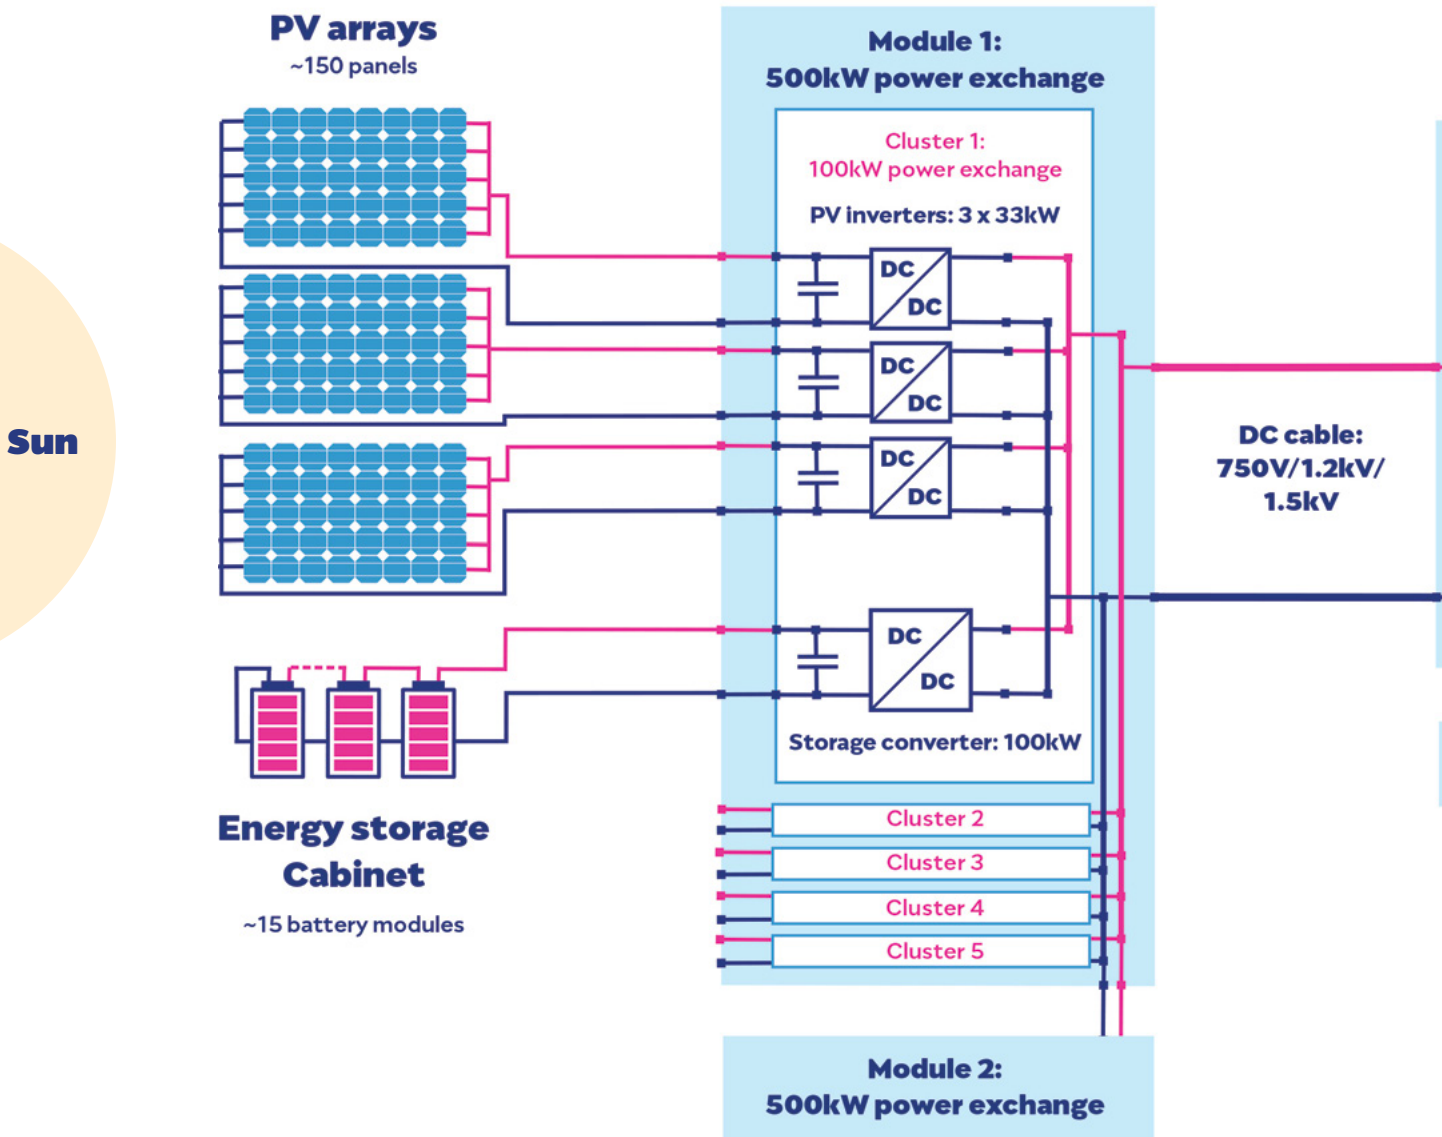 PV arrays
~150 panels
Module 1:
500kW power exchange
Cluster 1:
100kW power exchange
PV inverters: 3 x 33kW
DC
DC
DC
DC
DC
DC
Sun
DC cable:
750V/1.2kV/
1.5kV
DC
DC
Storage converter: 100kW
Energy storage
Cabinet
~15 battery modules
Cluster 2
Cluster 3
Cluster 4
Cluster 5
Module 2:
500kW power exchange